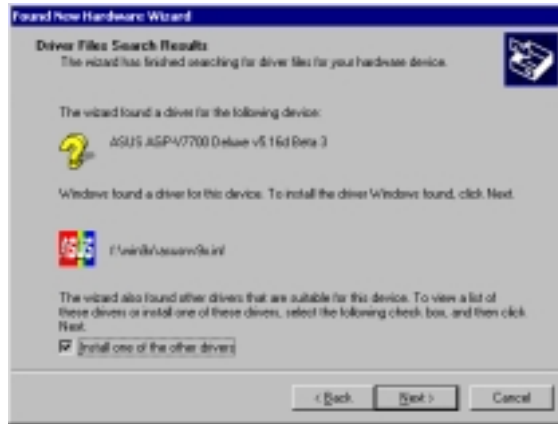 Found New Hardware Wizard
Driver Files Search Results
The wizard has finished searching for driver files for your hardware device.
The wizard found a driver for the following device:
ASUS AGP-V7700 Deluxe v5.16d Beta 3
Windows found a driver for this device. To install the driver Windows found, click Next.
ASUS
The wizard also found other drivers that are suitable for this device. To view a list of
these drivers or install one of these drivers, select the following check box, and then click
Next.
Install one of the other drivers
< Back
Next >
Cancel